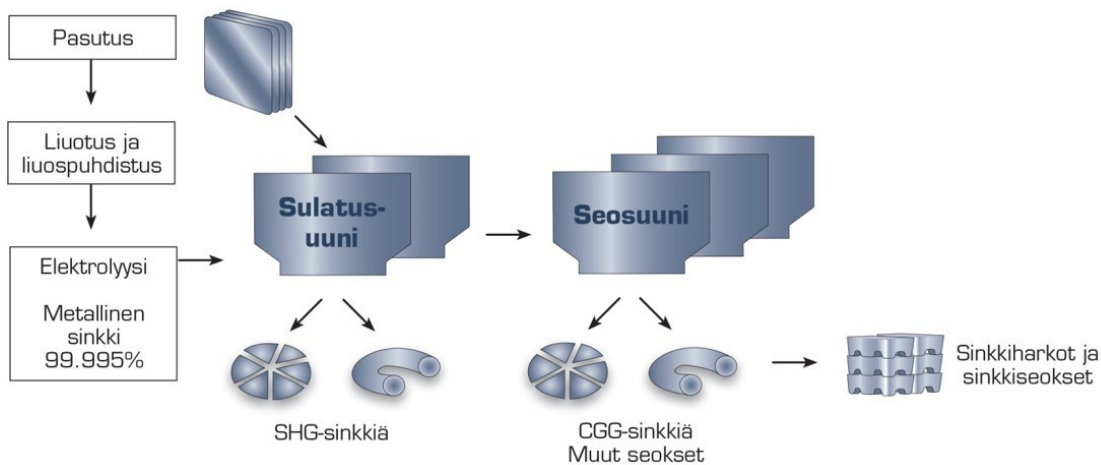 Pasutus
Liuotus ja
liuospuhdistus
Elektrolyysi
Metallinen
sinkki
99.995%
Sulatus-
uuni
Seosuuni
SHG-sinkkiä
CGG-sinkkiä
Muut seokset
Sinkkiharkot ja
sinkkiseokset